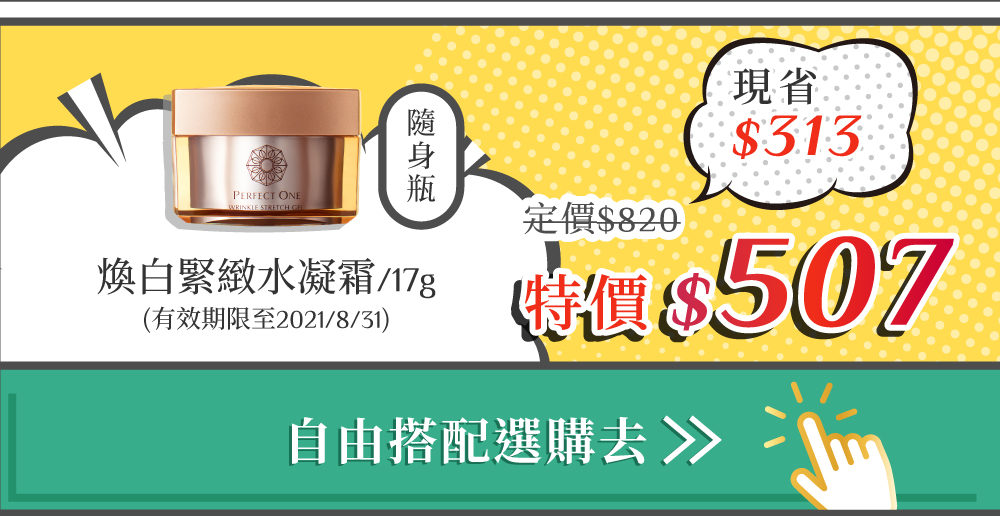 現省
$313
隨身瓶
PERFECT ONE
WRINKLE STRETCH GEL
定價$820
煥白緊緻水凝霜/17g
(有效期限至2021/8/31)
特價$507
自由搭配選購去